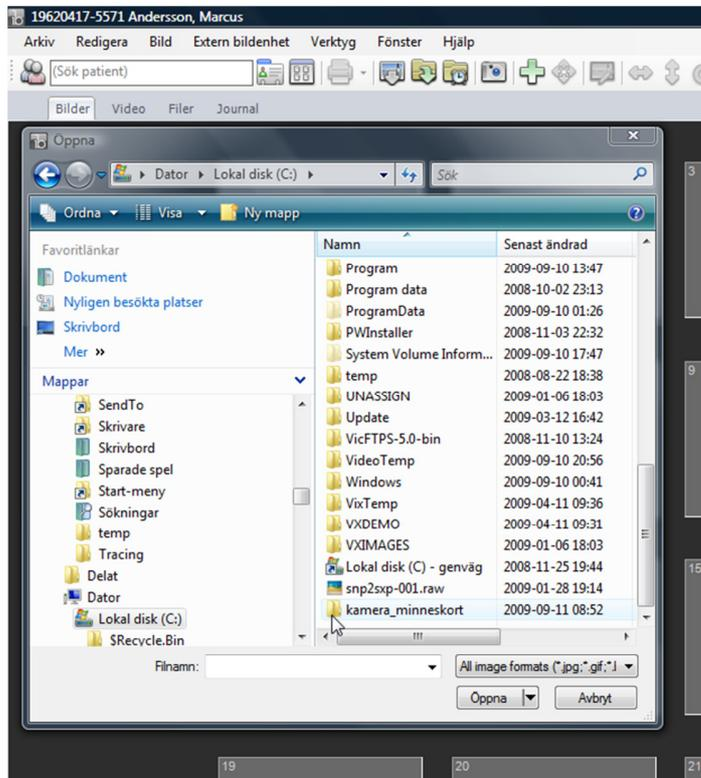 19620417-5571 Andersson, Marcus
Arkiv Redigera Bild Extern bildenhet Verktyg Fönster Hjälp
(Sök patient)
Bilder Video Filer Journal
Öppna
Dator Lokal disk (C:)
Sök
3
Ordna Visa Ny mapp
Favoritlänkar
Dokument
Nyligen besökta platser
Skrivbord
Mer »
Mappar
SendTo
Skrivare
Skrivbord
Sparade spel
Start-meny
Sökningar
temp
Tracing
Delat
Dator
Lokal disk (C:)
$Recycle.Bin
Namn Senast ändrad
Program 2009-09-10 13:47
Program data 2008-10-02 23:13
ProgramData 2009-09-10 01:26
PWInstaller 2008-11-03 22:32
System Volume Inform... 2009-09-10 17:47
temp 2008-08-22 18:38
UNASSIGN 2009-01-06 18:03
Update 2009-03-12 16:42
VicFTPS-5.0-bin 2008-11-10 13:24
VideoTemp 2009-09-10 20:56
Windows 2009-09-10 00:41
VixTemp 2009-04-11 09:36
VXDEMO 2009-04-11 09:31
VXIMAGES 2009-01-06 18:03
Lokal disk (C) - genväg 2008-11-25 19:44
snp2sxp-001.raw 2009-01-28 19:14
kamera_minneskort 2009-09-11 08:52
9
15
Filnamn:
All image formats (*.jpg;*.gif;*.l
Öppna Avbryt
19 20 21